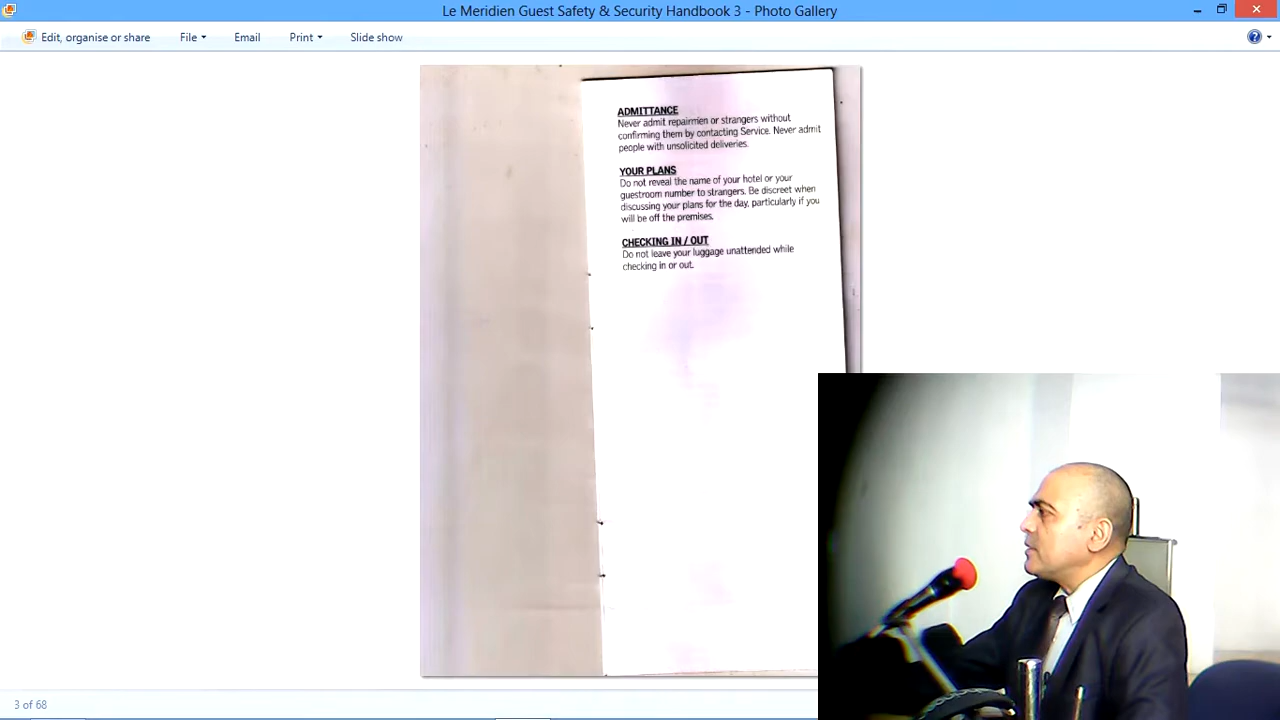 Le Meridien Guest Safety & Security Handbook 3 - Photo Gallery
Edit, organise or share
File
Email
Print
Slide show
ADMITTANCE
Never admit repairmen or strangers without
confirming them by contacting Service. Never admit
people with unsolicited deliveries.
YOUR PLANS
Do not reveal the name of your hotel or your
guestroom number to strangers. Be discreet when
discussing your plans for the day, particularly if you
will be off the premises.
CHECKING IN / OUT
Do not leave your luggage unattended while
checking in or out.
3 of 68